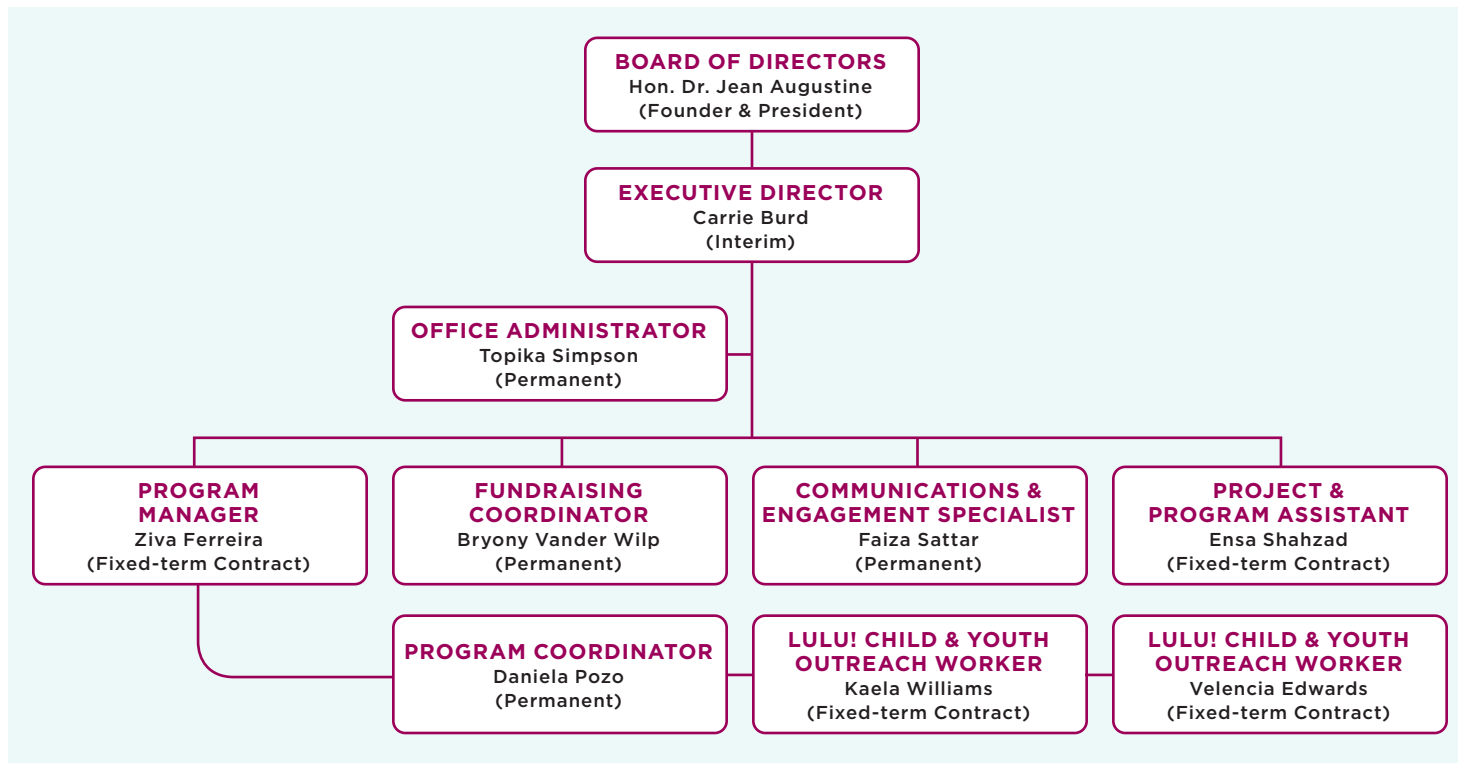 BOARD OF DIRECTORS
Hon. Dr. Jean Augustine
(Founder & President)
EXECUTIVE DIRECTOR
Carrie Burd
(Interim)
OFFICE ADMINISTRATOR
Topika Simpson
(Permanent)
PROGRAM
MANAGER
Ziva Ferreira
(Fixed-term Contract)
FUNDRAISING
COORDINATOR
Bryony Vander Wilp
(Permanent)
COMMUNICATIONS &
ENGAGEMENT SPECIALIST
Faiza Sattar
(Permanent)
PROJECT &
PROGRAM ASSISTANT
Ensa Shahzad
(Fixed-term Contract)
PROGRAM COORDINATOR
Daniela Pozo
(Permanent)
LULU! CHILD & YOUTH
OUTREACH WORKER
Kaela Williams
(Fixed-term Contract)
LULU! CHILD & YOUTH
OUTREACH WORKER
Velencia Edwards
(Fixed-term Contract)